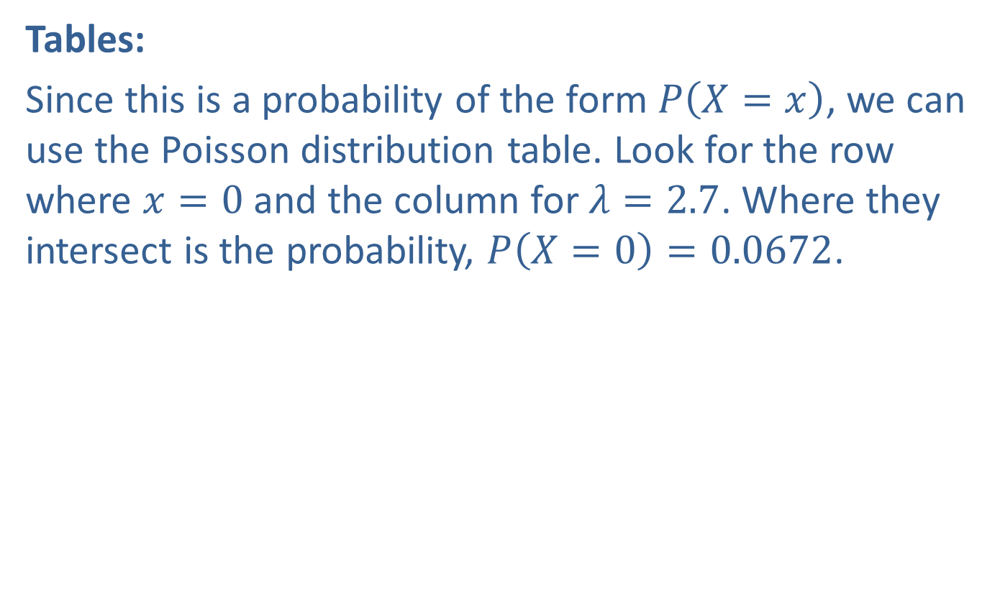 Tables:
Since this is a probability of the form P(X = x), we can
use the Poisson distribution table. Look for the row
where x = 0 and the column for λ = 2.7. Where they
intersect is the probability, P(X = 0) = 0.0672.